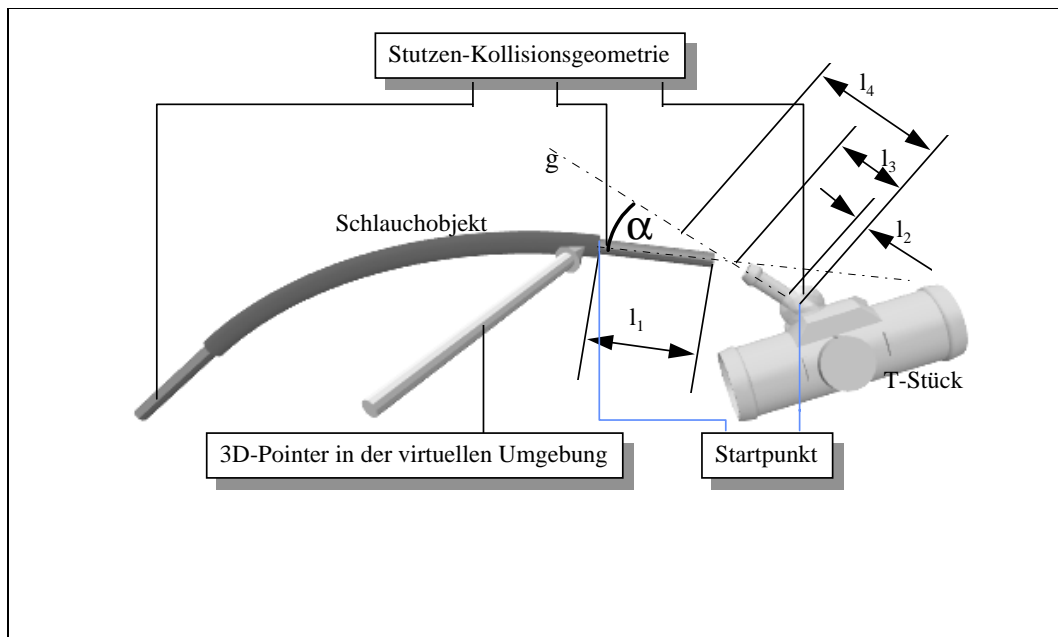 Stutzen-Kollisionsgeometrie
l₄
l₃
g
Schlauchobjekt
α
l₂
l₁
T-Stück
3D-Pointer in der virtuellen Umgebung
Startpunkt